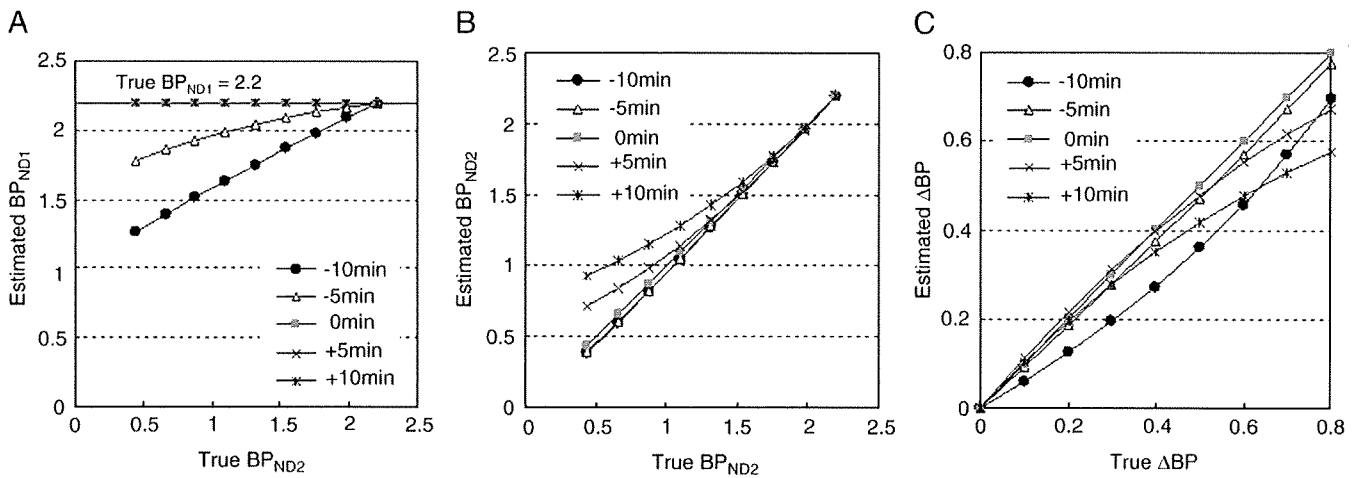 A
2.5
2
1.5
1
0.5
0
Estimated BP_ND1
True BP_ND1 = 2.2
-10min
-5min
0min
+5min
+10min
0 0.5 1 1.5 2 2.5
True BP_ND2
B
2.5
2
1.5
1
0.5
0
Estimated BP_ND2
-10min
-5min
0min
+5min
+10min
0 0.5 1 1.5 2 2.5
True BP_ND2
C
0.8
0.6
0.4
0.2
0
Estimated ΔBP
-10min
-5min
0min
+5min
+10min
0 0.2 0.4 0.6 0.8
True ΔBP